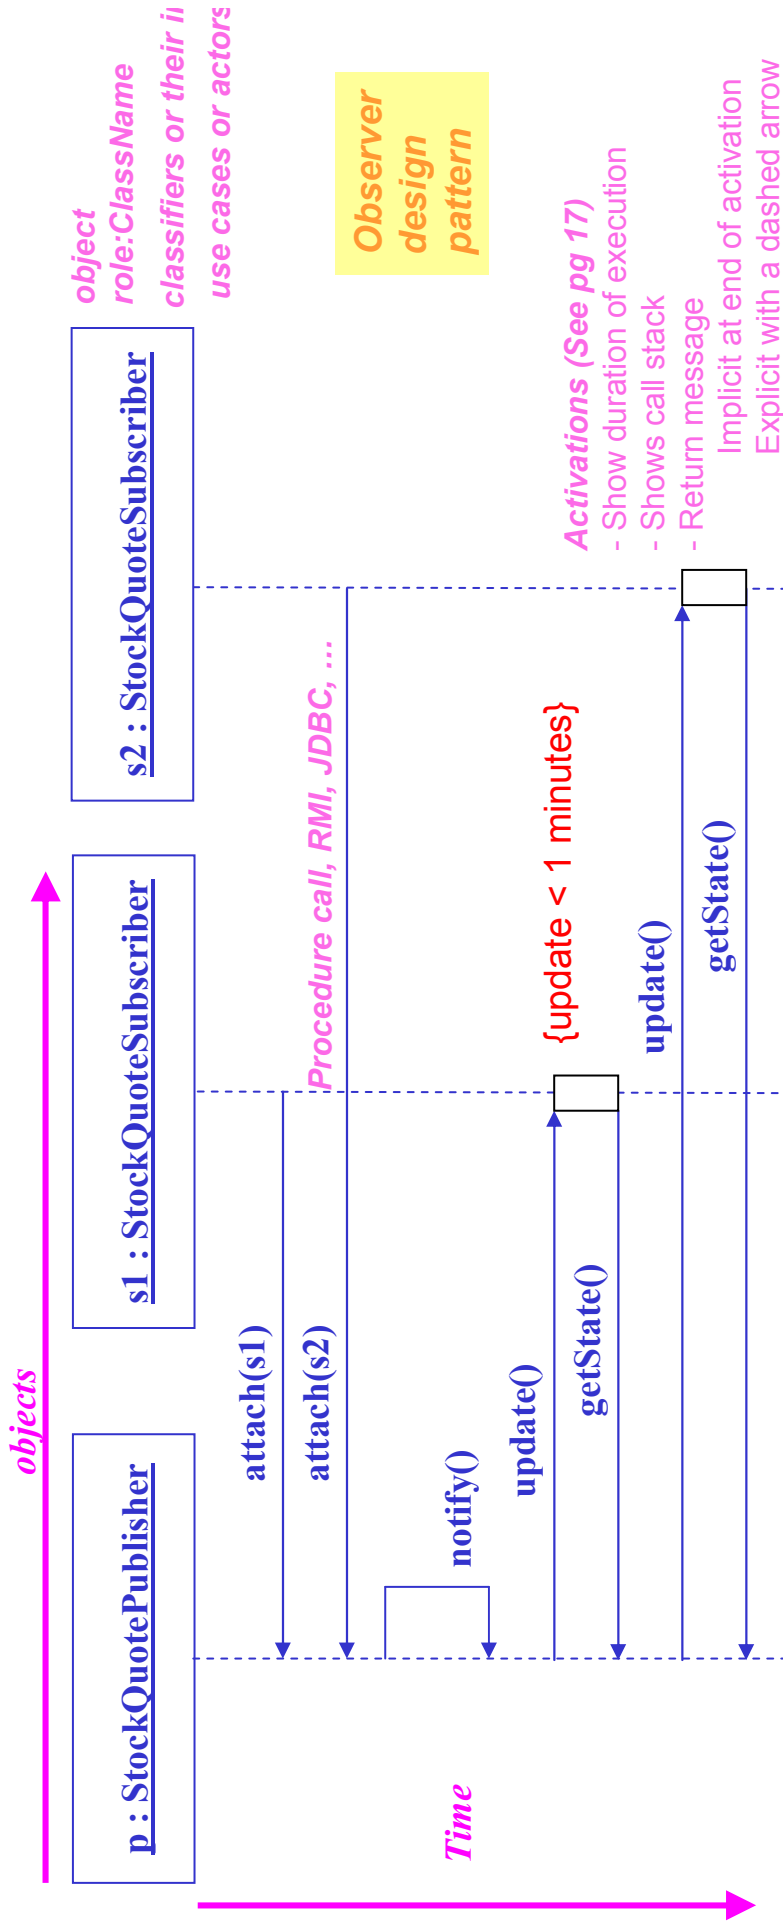 objects
p : StockQuotePublisher
s1 : StockQuoteSubscriber
s2 : StockQuoteSubscriber
object
role:ClassName
classifiers or their
use cases or actors
attach(s1)
Procedure call, RMI, JDBC, …
attach(s2)
Observer
design
pattern
Time
notify()
update()
{update < 1 minutes}
getState()
Activations (See pg 17)
- Show duration of execution
- Shows call stack
- Return message
Implicit at end of activation
Explicit with a dashed arrow
update()
getState()